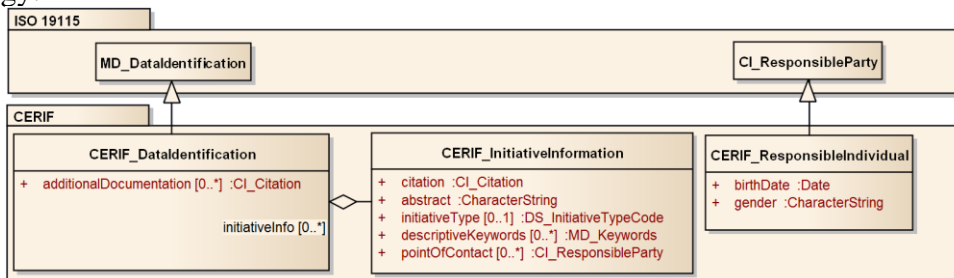 gy.
ISO 19115
MD_DataIdentification
CI_ResponsibleParty
CERIF
CERIF_DataIdentification
+ additionalDocumentation [0..*] :CI_Citation
initiativeInfo [0..*]
CERIF_InitiativeInformation
+ citation :CI_Citation
+ abstract :CharacterString
+ initiativeType [0..1] :DS_InitiativeTypeCode
+ descriptiveKeywords [0..*] :MD_Keywords
+ pointOfContact [0..*] :CI_ResponsibleParty
CERIF_ResponsibleIndividual
+ birthDate :Date
+ gender :CharacterString